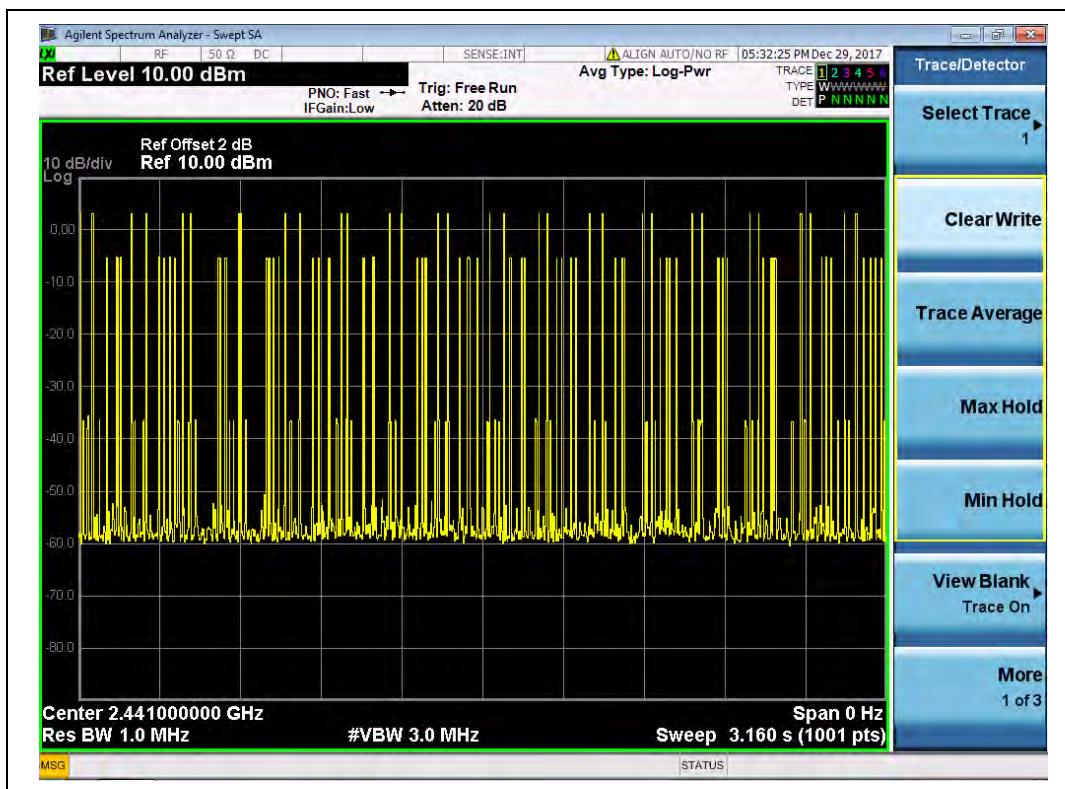 Agilent Spectrum Analyzer - Swept SA
LXI RF 50 Ω DC SENSE:INT ALIGN AUTO/NO RF 05:32:25 PM Dec 29, 2017
Ref Level 10.00 dBm
PNO: Fast
IFGain:Low
Trig: Free Run
Atten: 20 dB
Avg Type: Log-Pwr
TRACE 1 2 3 4 5 6
TYPE WWWWWW
DET P N N N N N
Trace/Detector
Select Trace
1
Clear Write
Trace Average
Max Hold
Min Hold
View Blank
Trace On
More
1 of 3
Ref Offset 2 dB
10 dB/div Ref 10.00 dBm
Log
0.00
-10.0
-20.0
-30.0
-40.0
-50.0
-60.0
-70.0
-80.0
Center 2.441000000 GHz Span 0 Hz
Res BW 1.0 MHz #VBW 3.0 MHz Sweep 3.160 s (1001 pts)
MSG STATUS